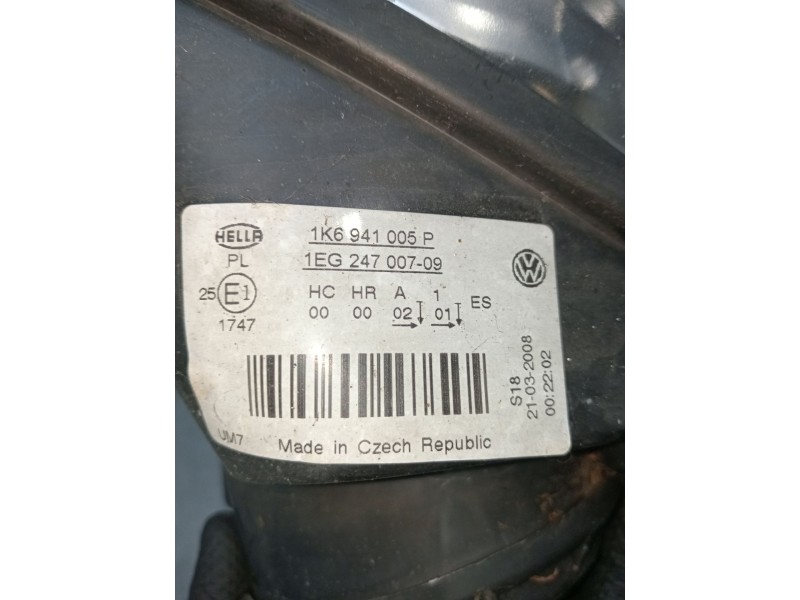 HELLA
1K6 941 005 P
PL
1EG 247 007-09
25 E1
HC HR A 1 ES
00 00 02 01
1747
S18
21-03-2008
00:22:02
UM7
Made in Czech Republic